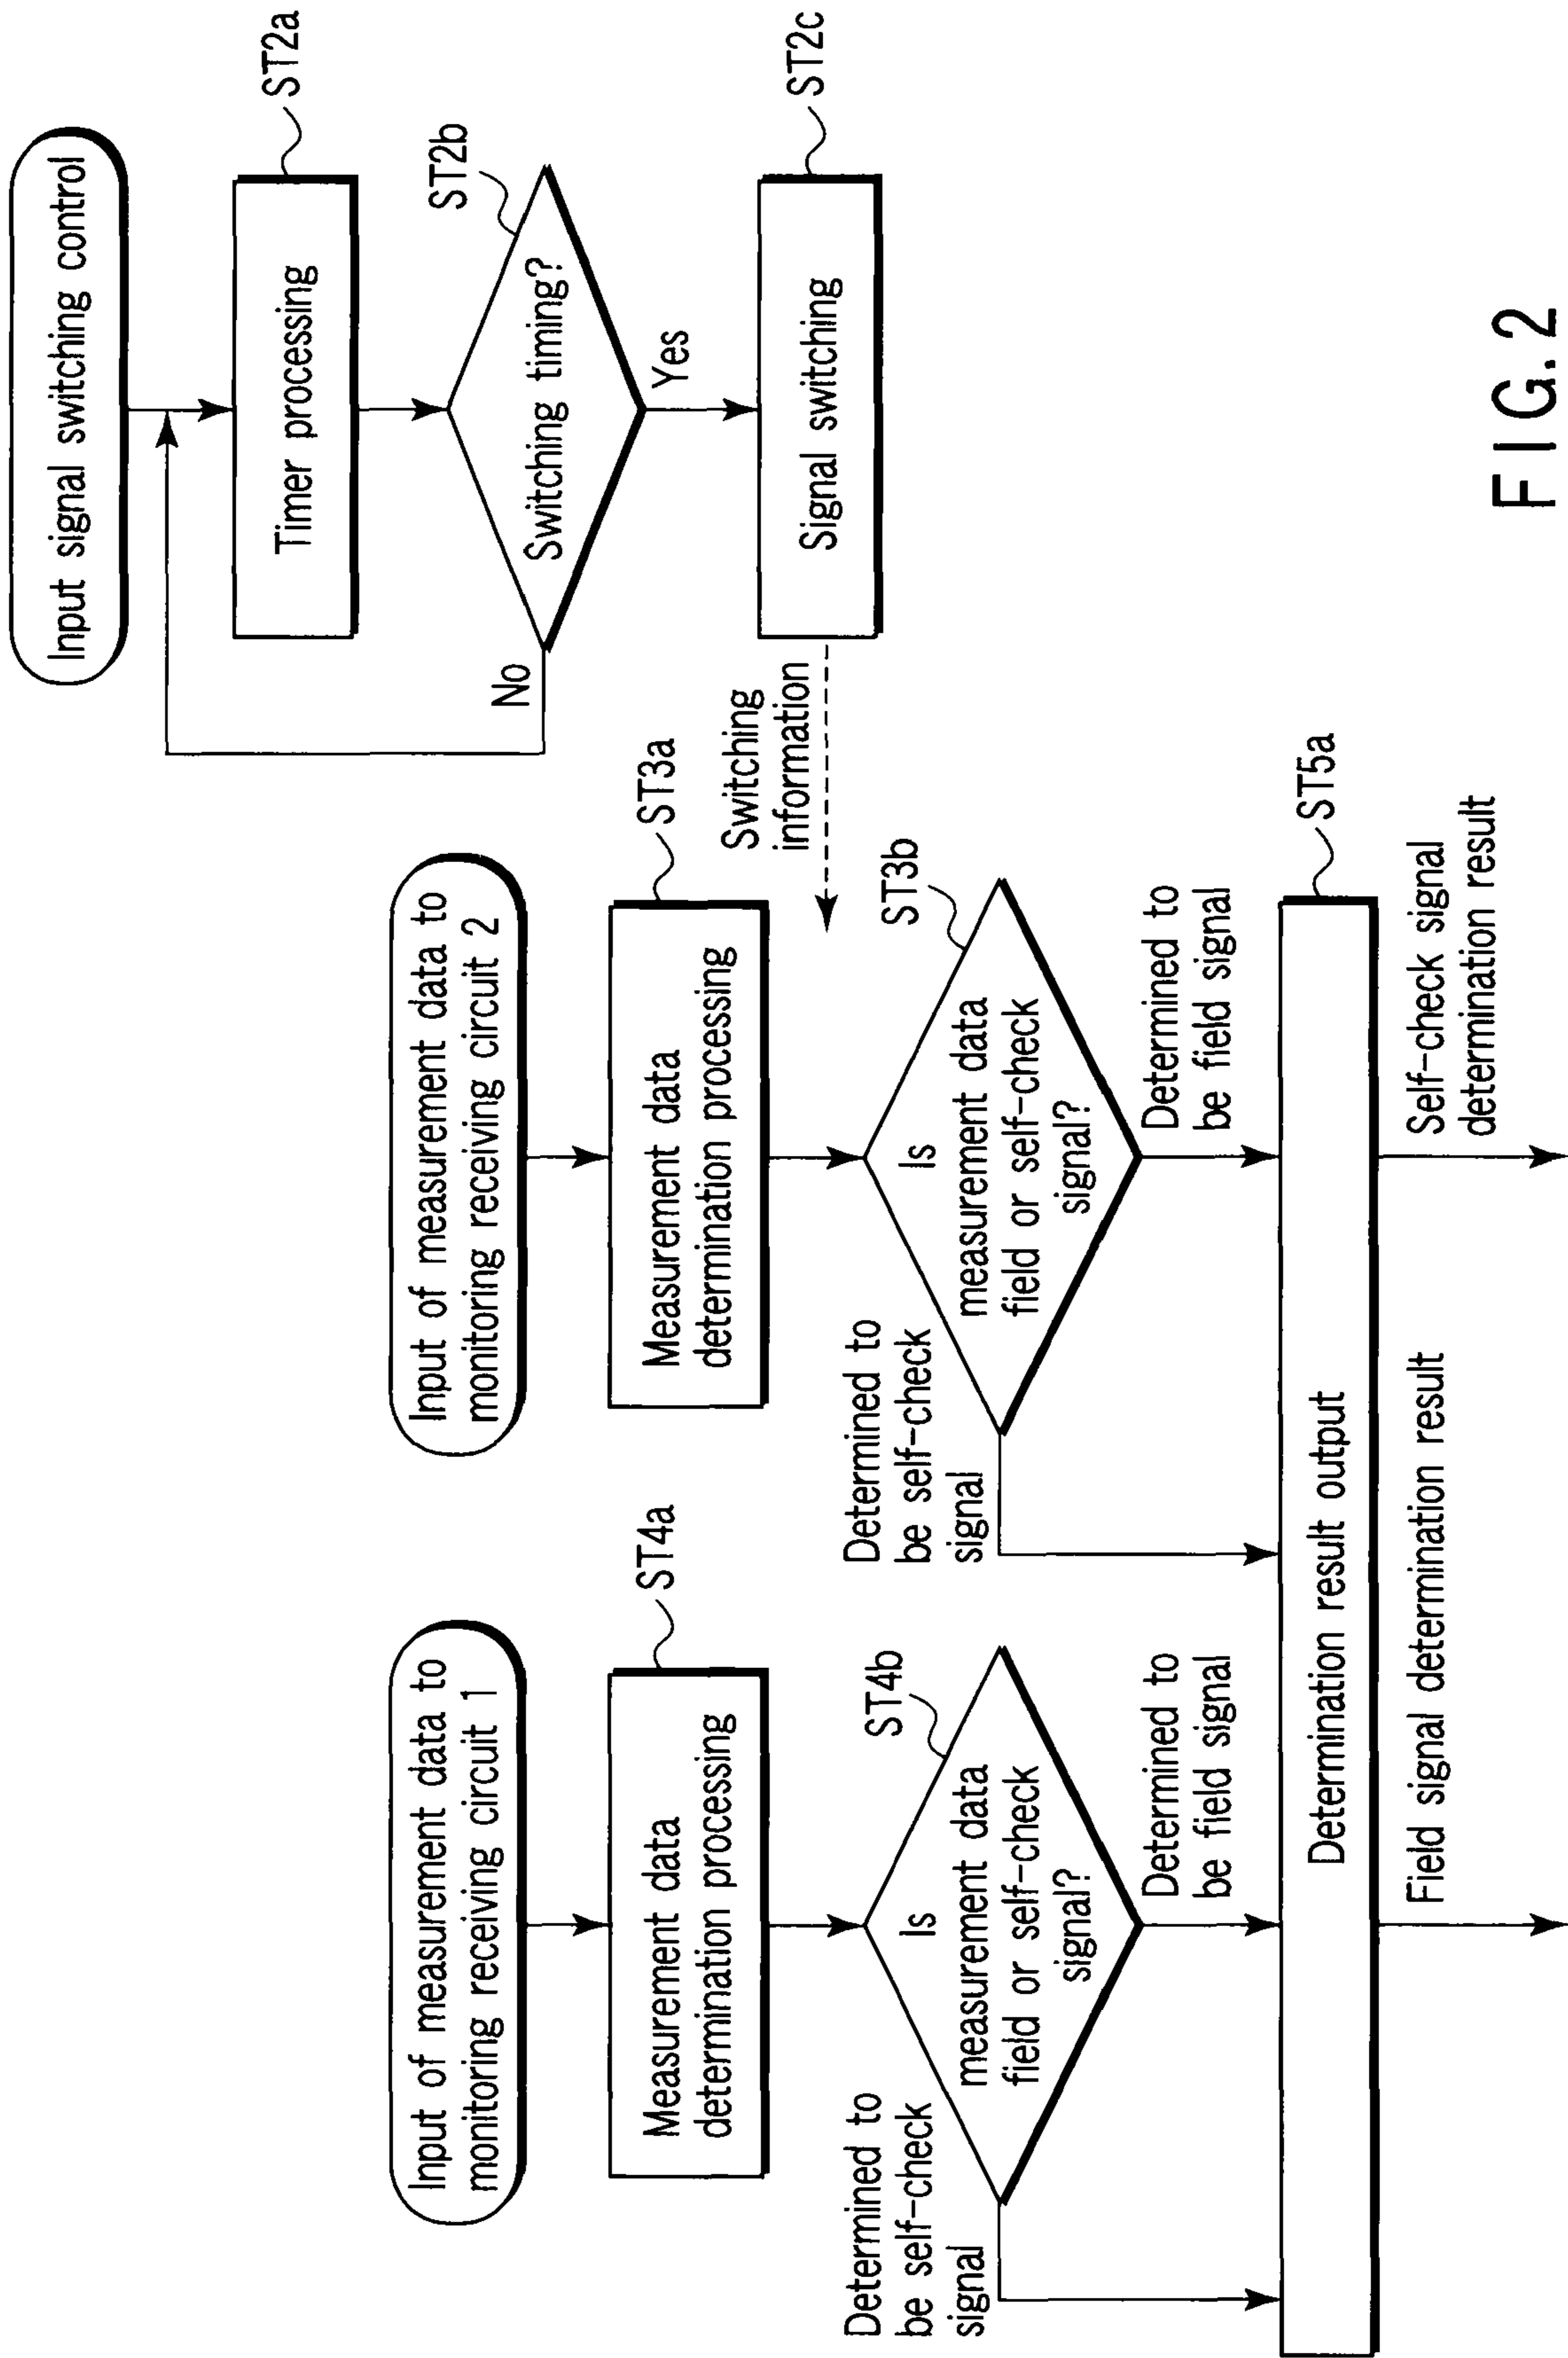 Input of measurement data to
monitoring receiving circuit 1
ST4a
Measurement data
determination processing
ST4b
Is
measurement data
field or self-check
signal?
Determined to
be self-check
signal
Determined to
be field signal
Input of measurement data to
monitoring receiving circuit 2
ST3a
Measurement data
determination processing
ST3b
Is
measurement data
field or self-check
signal?
Determined to
be self-check
signal
Determined to
be field signal
Input signal switching control
ST2a
Timer processing
ST2b
Switching timing?
No
Yes
ST2c
Signal switching
Switching
information
ST5a
Determination result output
Field signal determination result
Self-check signal
determination result
FIG. 2